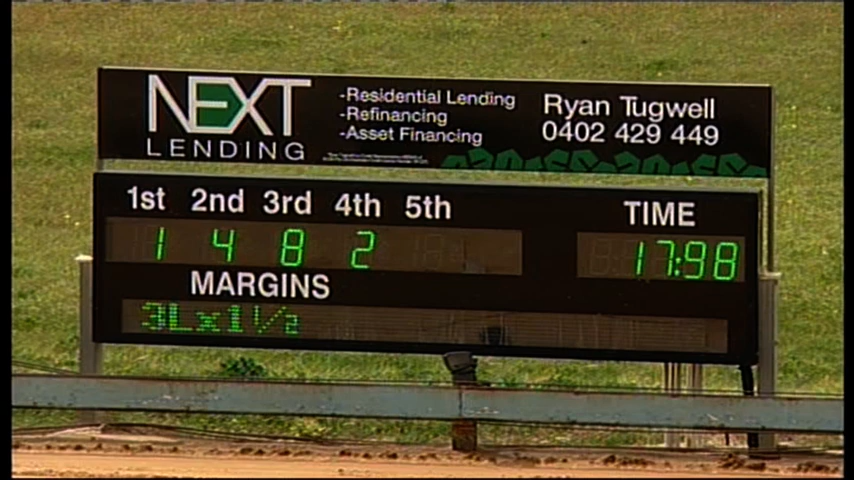 NEXT
LENDING
-Residential Lending
-Refinancing
-Asset Financing
Ryan Tugwell
0402 429 449
1st 2nd 3rd 4th 5th
TIME
1 4 8 2
17:98
MARGINS
3Lx1½